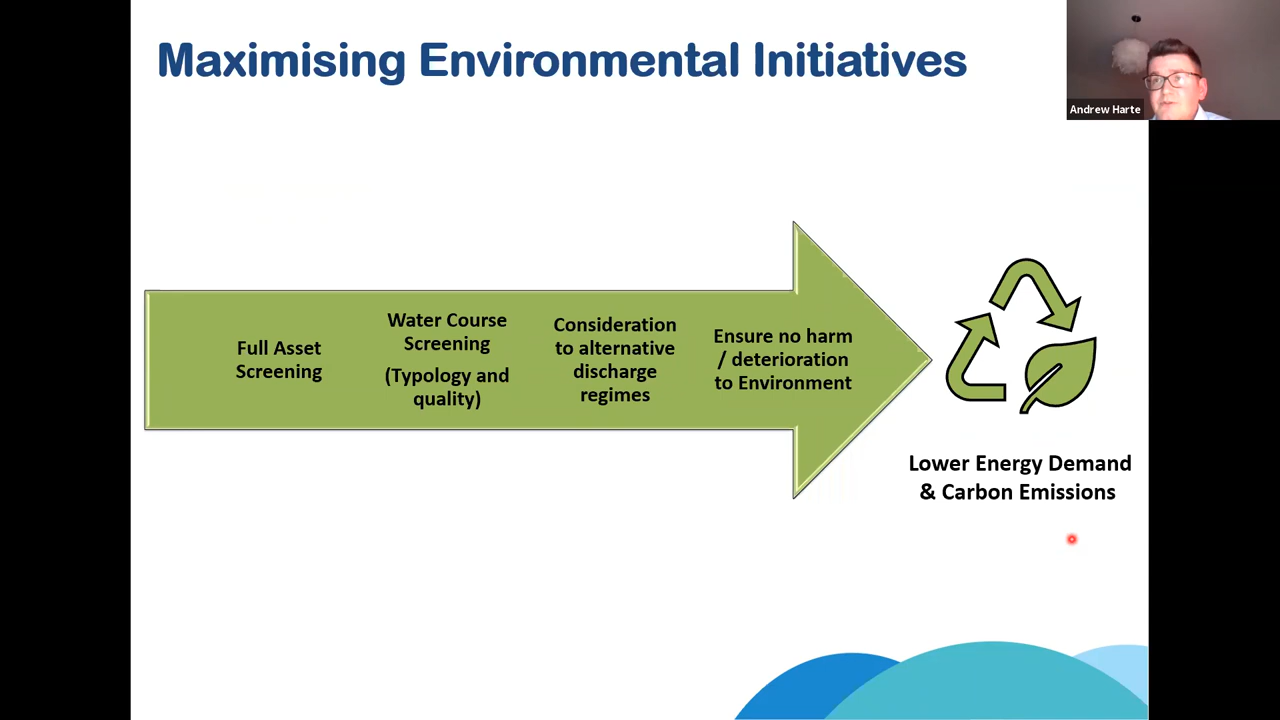 Maximising Environmental Initiatives
Andrew Harte
Full Asset
Screening
Water Course
Screening
(Typology and
quality)
Consideration
to alternative
discharge
regimes
Ensure no harm
/ deterioration
to Environment
Lower Energy Demand
& Carbon Emissions